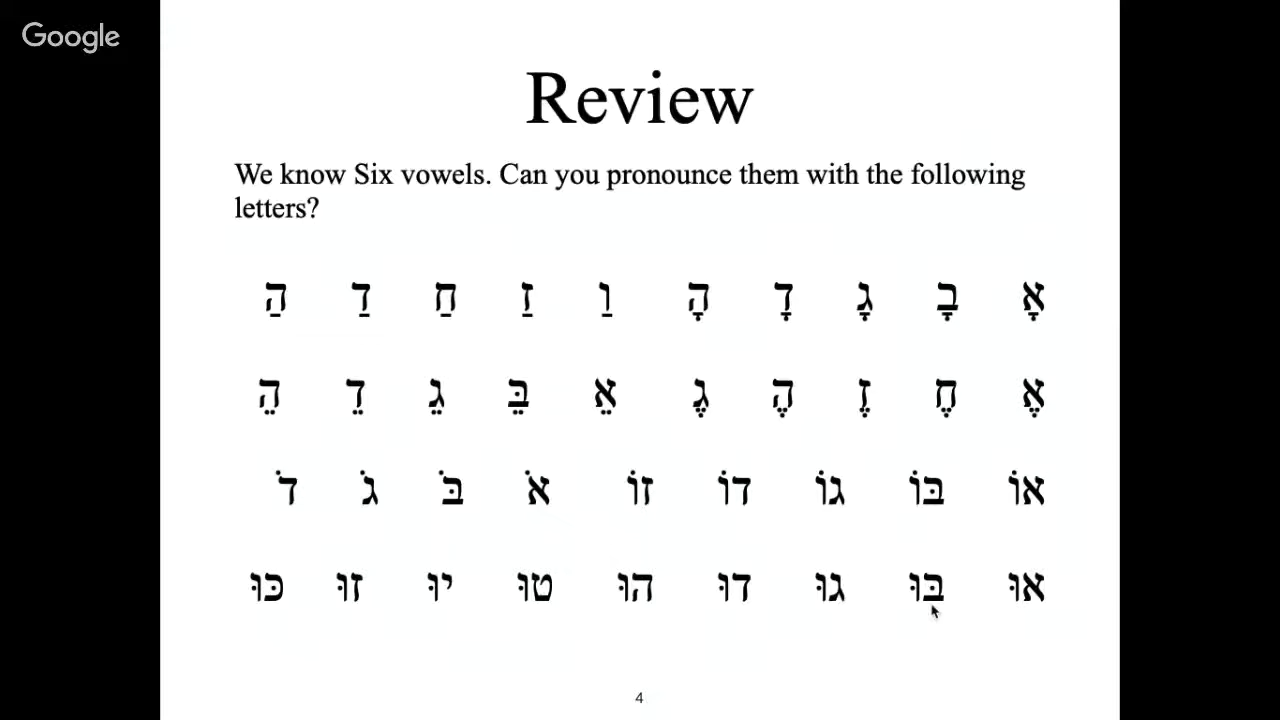 Google
Review
We know Six vowels. Can you pronounce them with the following
letters?
אָ בָ גָ דָ הָ וַ זַ חַ דַ הַ
אֶ חֶ זֶ הֶ גֶ אֵ בֵּ גֵ דֵ הֵ
אוֹ בּוֹ גוֹ דוֹ זוֹ אֹ בֹּ גֹ דֹ
אוּ בּוּ גוּ דוּ הוּ טוּ יוּ זוּ כּוּ
4